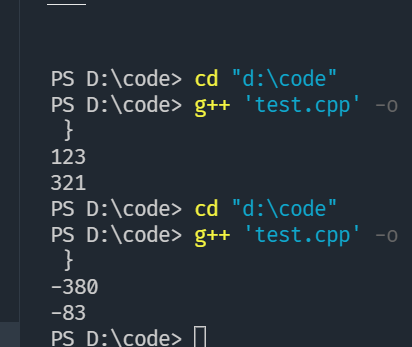 PS D:\code> cd "d:\code"
PS D:\code> g++ 'test.cpp' -o
}
123
321
PS D:\code> cd "d:\code"
PS D:\code> g++ 'test.cpp' -o
}
-380
-83
PS D:\code>